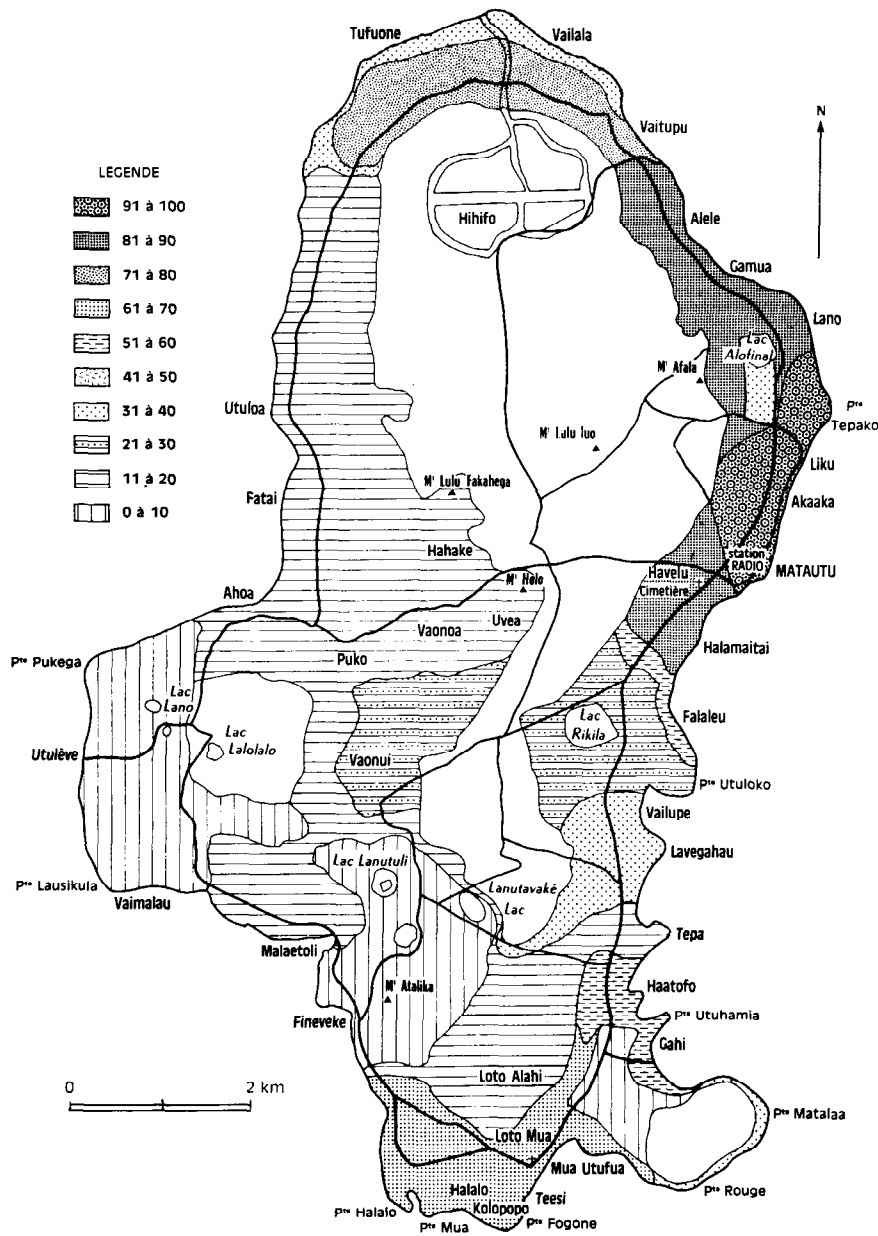 Tufuone
Vailala
Vaitupu
N
LÉGENDE
91 à 100
81 à 90
71 à 80
61 à 70
51 à 60
41 à 50
31 à 40
21 à 30
11 à 20
0 à 10
Hihifo
Alele
Gamua
Lano
Lac
Alofinal
Mt Afala
Pte
Tepako
Utuloa
Mt Lulu luo
Liku
Akaaka
Mt Lulu Fakahega
Fatai
Hahake
station
RADIO
MATAUTU
Havelu
Cimetière
Mt Holo
Ahoa
Uvea
Vaonoa
Puko
Halamaitai
Pte Pukega
Lac
Lano
Lac
Lalolalo
Falaleu
Lac
Rikila
Utulève
Vaonui
Pte Utuloko
Vailupe
Lavegahau
Lac Lanutuli
Lanutavaké
Lac
Pte Lausikula
Vaimalau
Tepa
Malaetoli
Haatofo
Mt Atalika
Pte Utuhamia
Fineveke
Gahi
0
2 km
Loto Alahi
Pte Matalaa
Loto Mua
Mua Utufua
Pte Rouge
Halalo
Teesi
Kolopopo
Pte Halalo
Pte Mua
Pte Fogone